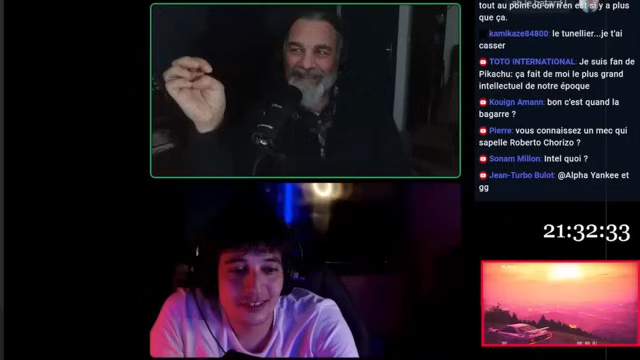 tout au point où on n'en est si y a plus
que ça.
kamikaze84800: le tunellier...je t'ai
casser
TOTO INTERNATIONAL: Je suis fan de
Pikachu: ça fait de moi le plus grand
intellectuel de notre époque
Kouign Amann: bon c'est quand la
bagarre ?
Pierre: vous connaissez un mec qui
sapelle Roberto Chorizo ?
Sonam Millon: Intel quoi ?
Jean-Turbo Bulot: @Alpha Yankee et
gg
21:32:33